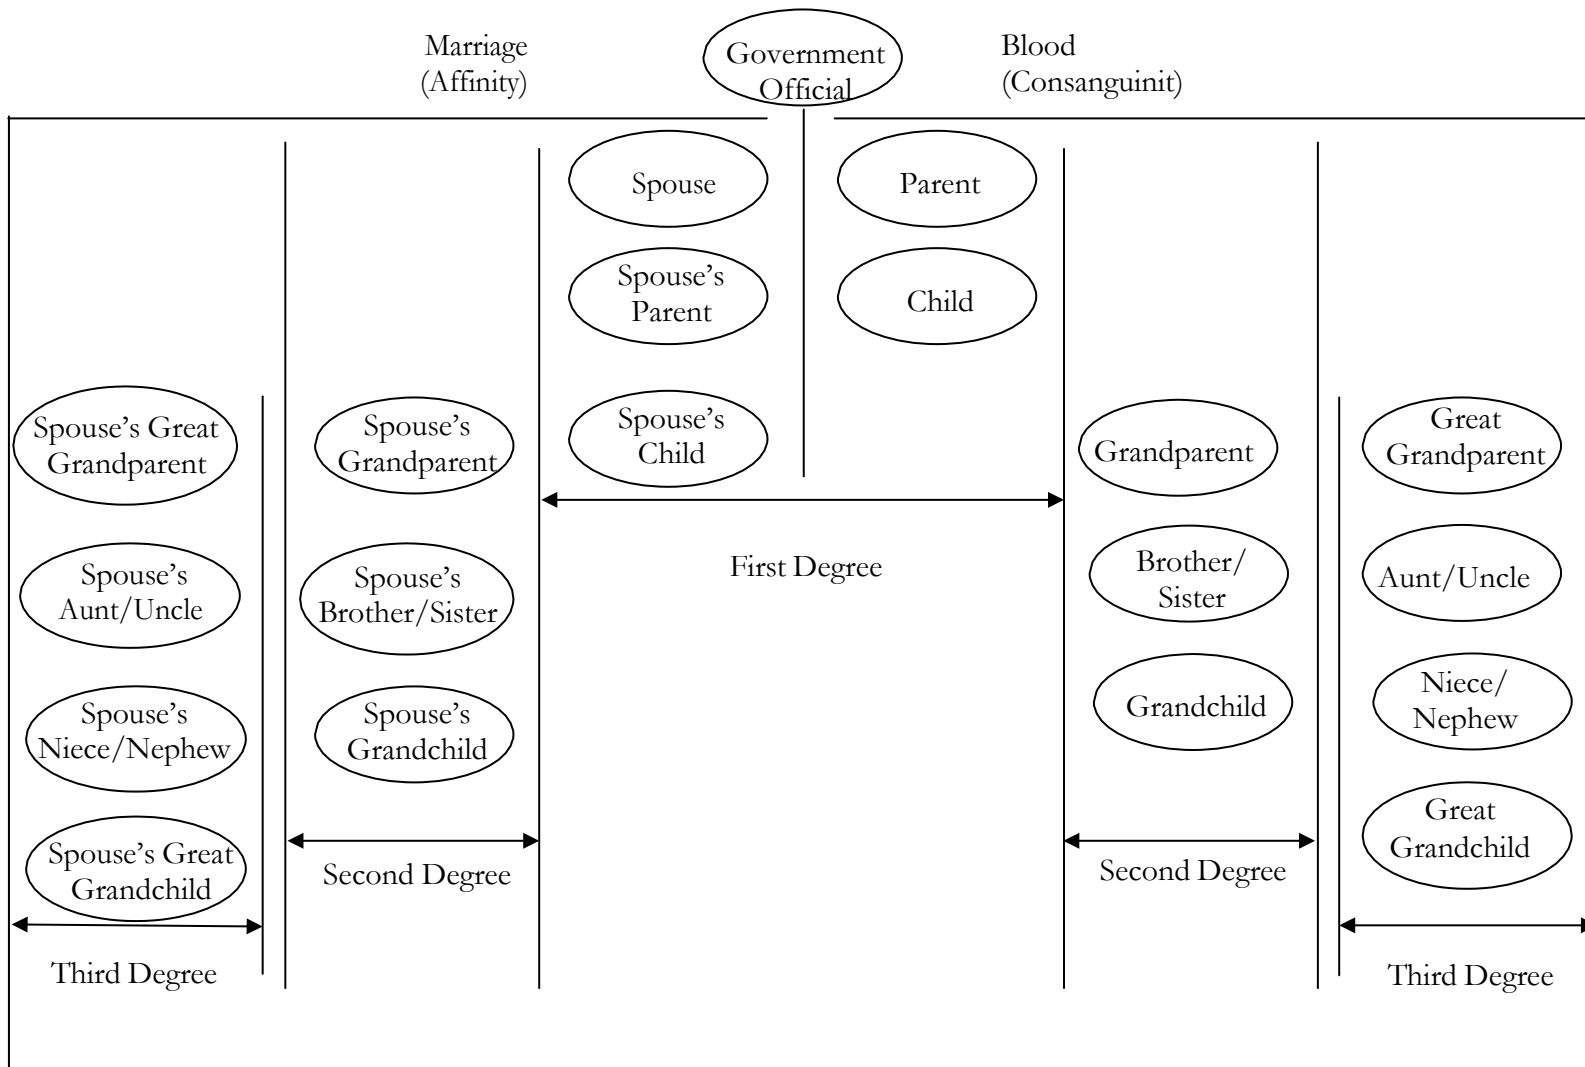 Marriage
(Affinity)
Government
Official
Blood
(Consanguinit)
Spouse
Parent
Spouse's
Parent
Child
Spouse's
Child
Spouse's Great
Grandparent
Spouse's
Grandparent
Grandparent
Great
Grandparent
First Degree
Spouse's
Aunt/Uncle
Spouse's
Brother/Sister
Brother/
Sister
Aunt/Uncle
Spouse's
Niece/Nephew
Spouse's
Grandchild
Grandchild
Niece/
Nephew
Spouse's Great
Grandchild
Second Degree
Second Degree
Great
Grandchild
Third Degree
Third Degree